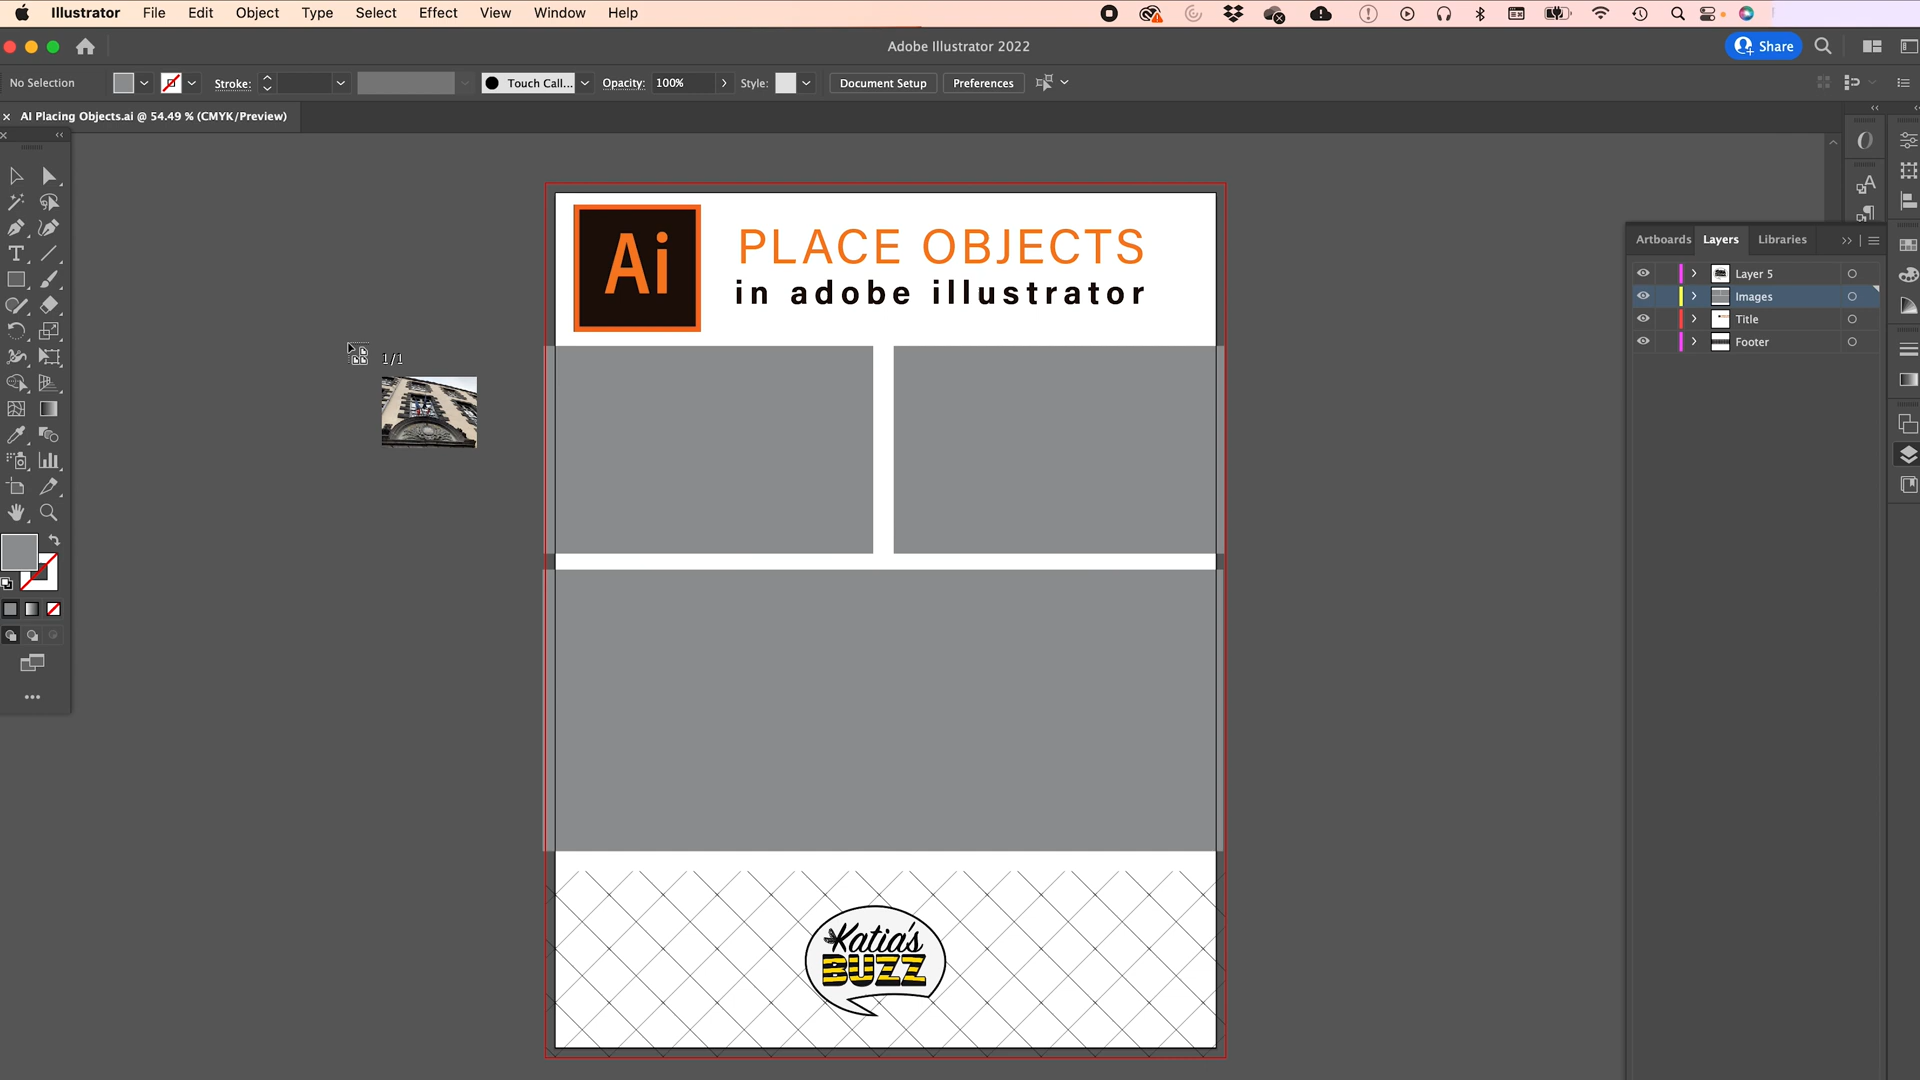 Illustrator File Edit Object Type Select Effect View Window Help
Adobe Illustrator 2022
Share
No Selection
Stroke:
Touch Call...
Opacity: 100%
Style:
Document Setup
Preferences
AI Placing Objects.ai @ 54.49 % (CMYK/Preview)
Ai
PLACE OBJECTS
in adobe illustrator
1/1
Artboards Layers Libraries
Layer 5
Images
Title
Footer
Katia's
BUZZ